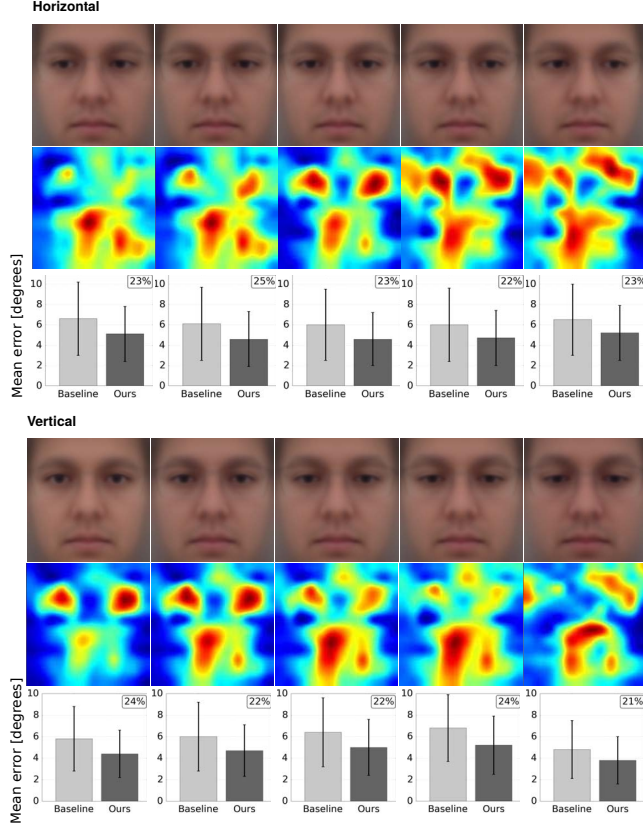 Horizontal
Mean error [degrees]
10 8 6 4 2 0 23% Baseline Ours
10 8 6 4 2 0 25% Baseline Ours
10 8 6 4 2 0 23% Baseline Ours
10 8 6 4 2 0 22% Baseline Ours
10 8 6 4 2 0 23% Baseline Ours
Vertical
Mean error [degrees]
10 8 6 4 2 0 24% Baseline Ours
10 8 6 4 2 0 22% Baseline Ours
10 8 6 4 2 0 22% Baseline Ours
10 8 6 4 2 0 24% Baseline Ours
10 8 6 4 2 0 21% Baseline Ours